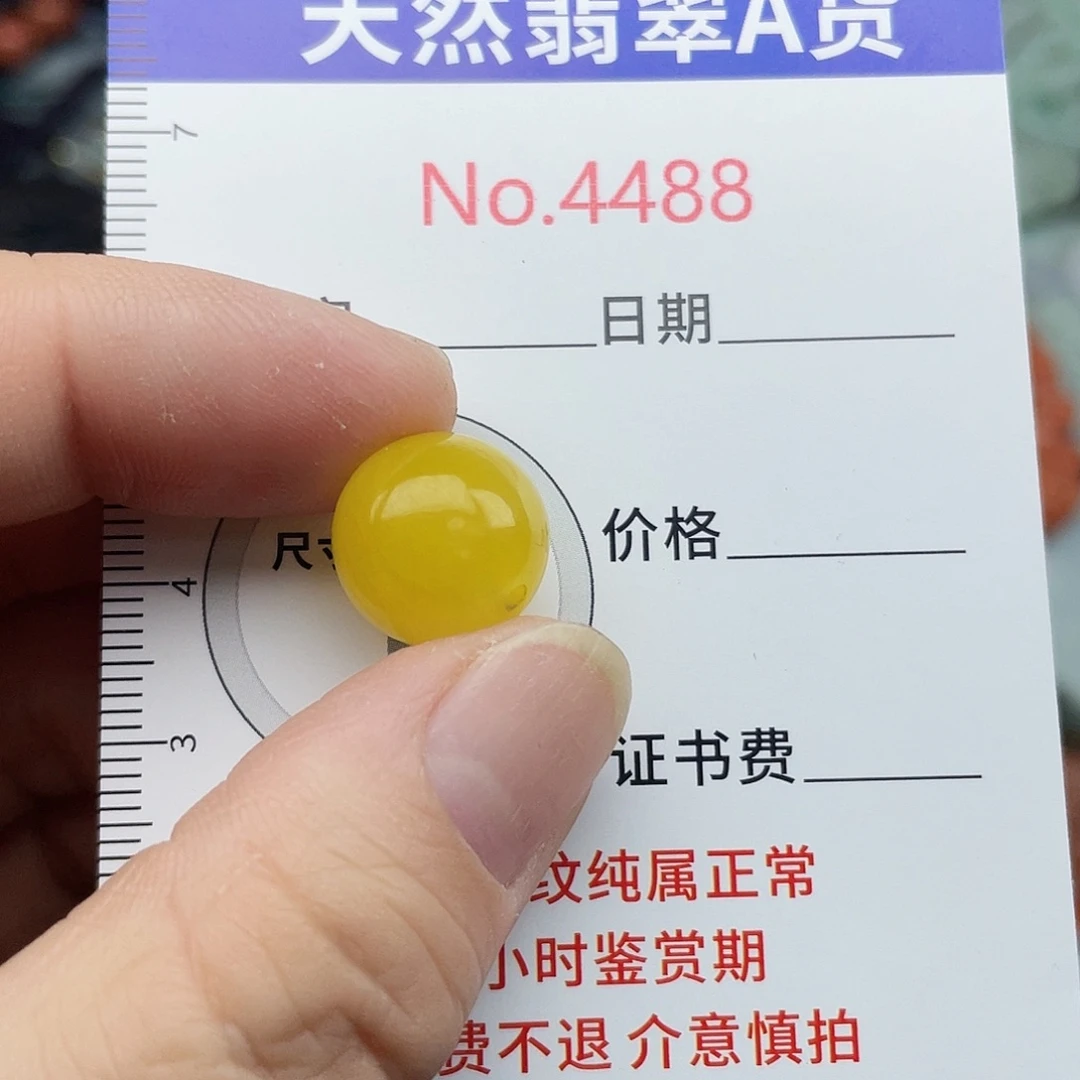 天然翡翠A货
7
No.4488
日期
尺寸
价格
4
证书费
3
纹纯属正常
小时鉴赏期
费不退 介意慎拍